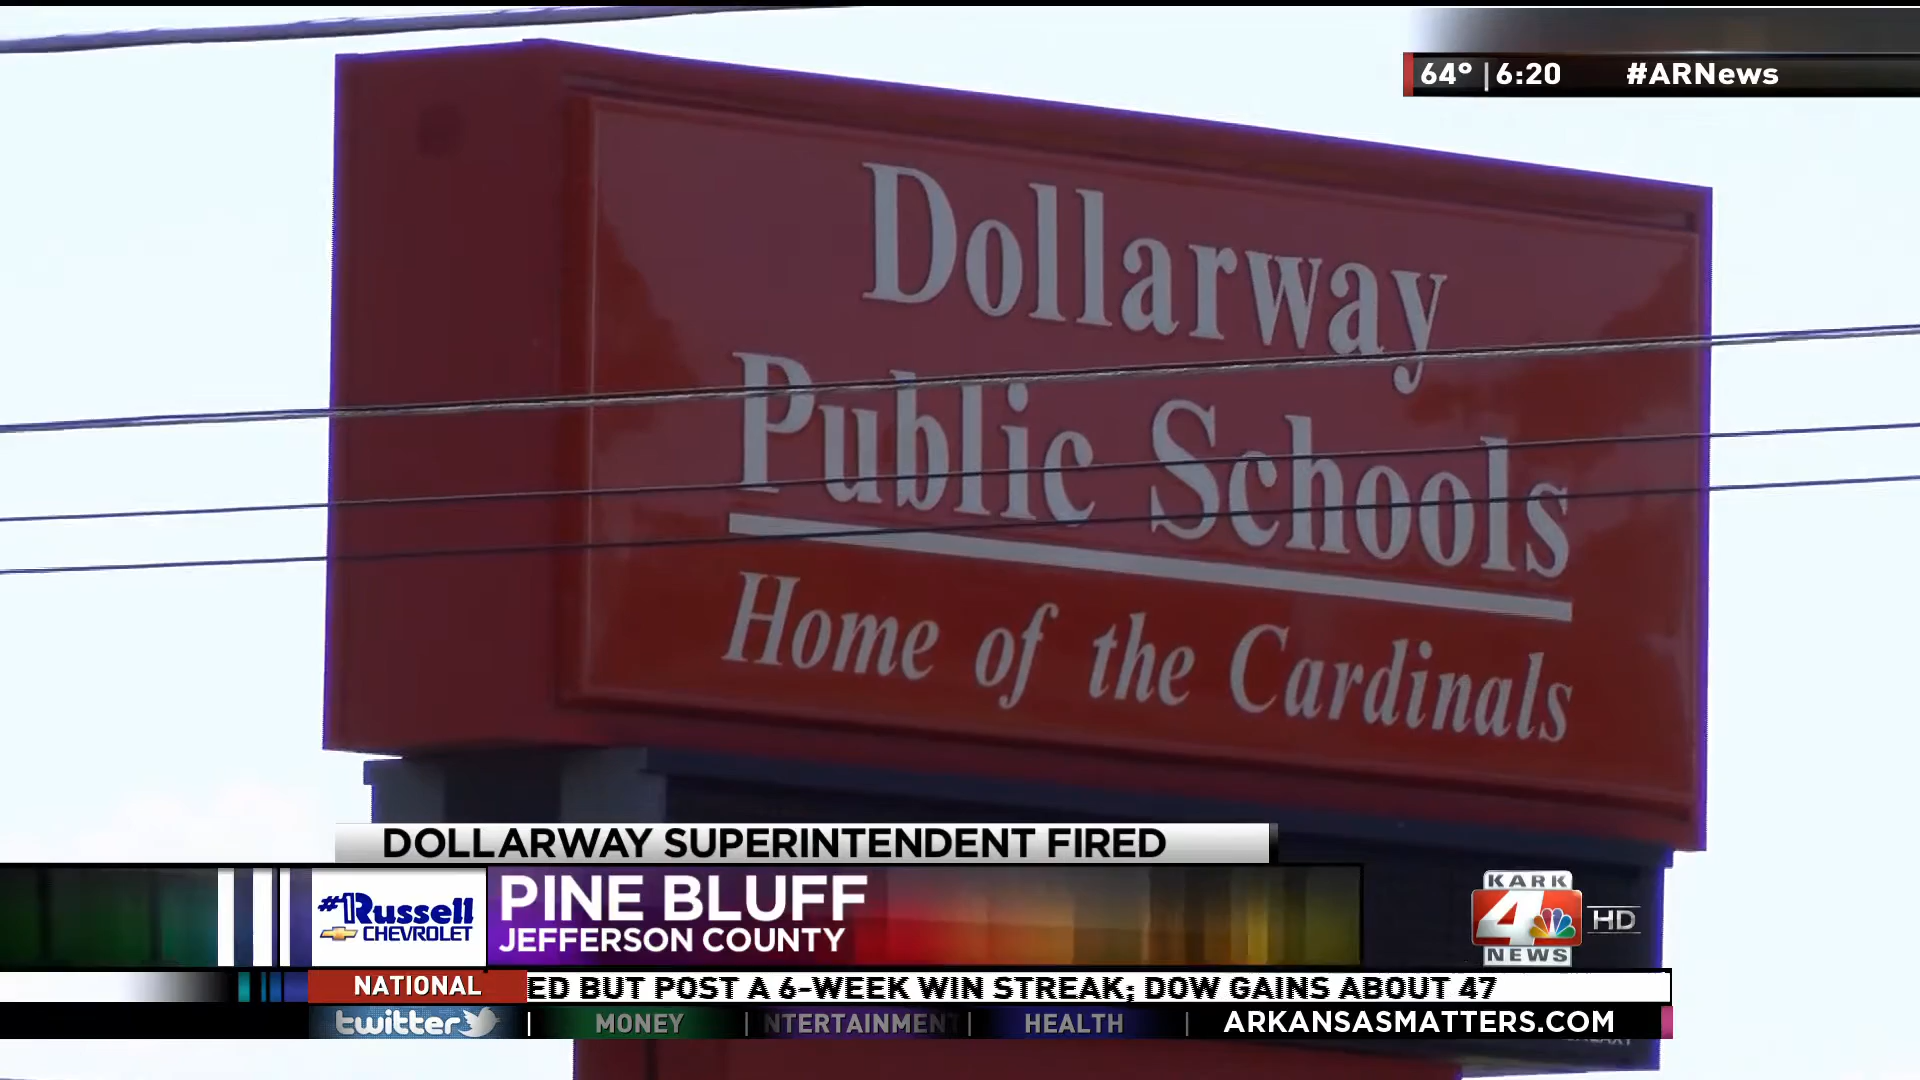 64° | 6:20 #ARNews
Dollarway
Public Schools
Home of the Cardinals
DOLLARWAY SUPERINTENDENT FIRED
#1 Russell
CHEVROLET
PINE BLUFF
JEFFERSON COUNTY
KARK
4
NEWS
HD
NATIONAL ED BUT POST A 6-WEEK WIN STREAK; DOW GAINS ABOUT 47
twitter | MONEY | NTERTAINMEN | HEALTH | ARKANSASMATTERS.COM